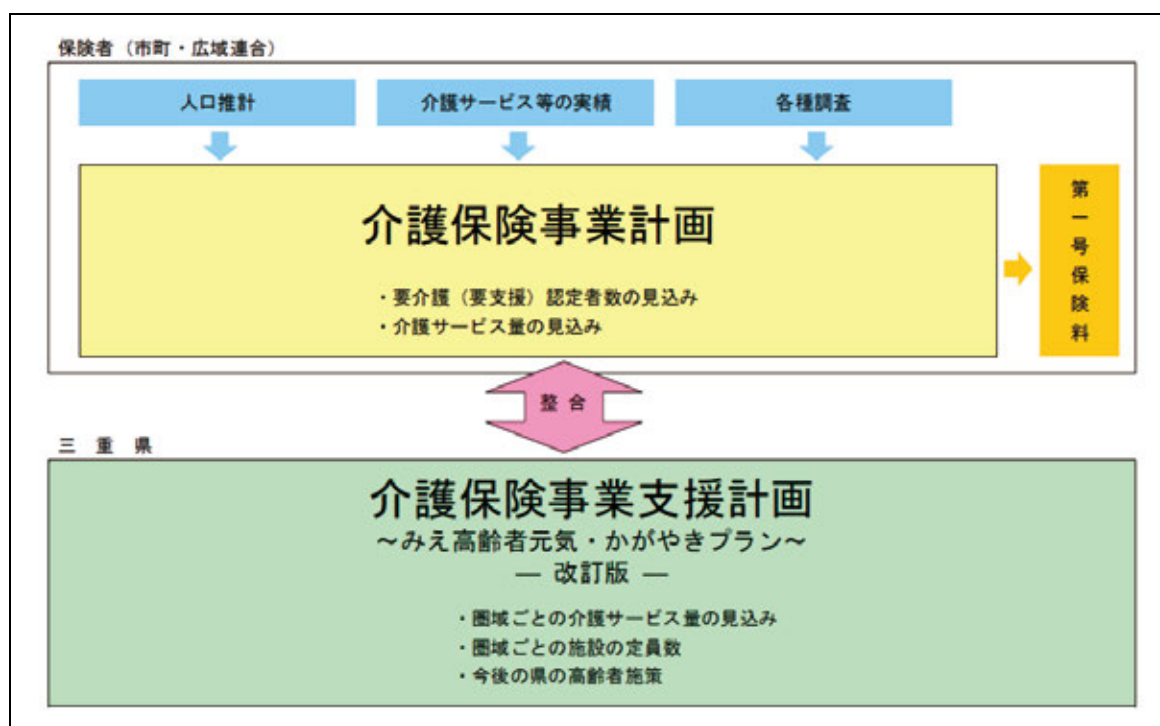 保険者（市町・広域連合）
人口推計
介護サービス等の実績
各種調査
介護保険事業計画
・要介護（要支援）認定者数の見込み
・介護サービス量の見込み
第一号保険料
整合
三重県
介護保険事業支援計画
～みえ高齢者元気・かがやきプラン～
― 改訂版 ―
・圏域ごとの介護サービス量の見込み
・圏域ごとの施設の定員数
・今後の県の高齢者施策